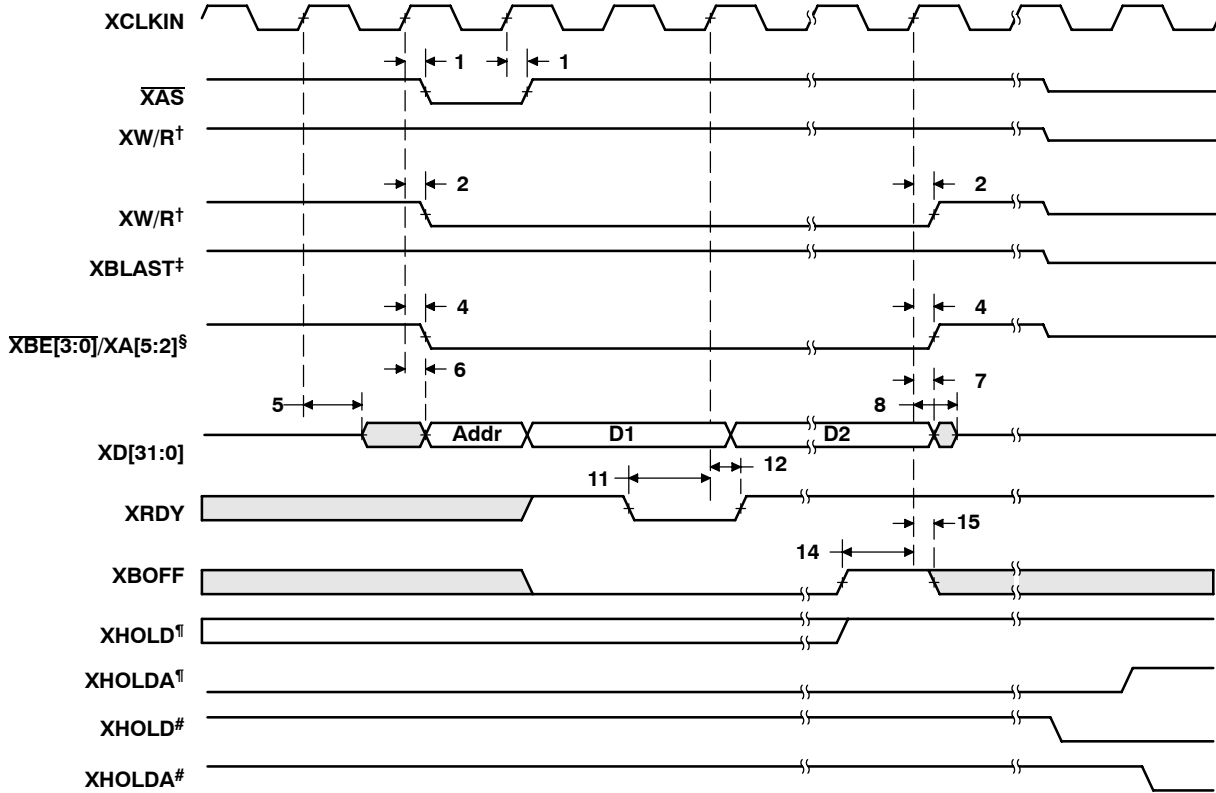 XCLKIN
1 1
XAS
XW/R†
2 2
XW/R†
XBLAST‡
4 4
XBE[3:0]/XA[5:2]§
6 7
5 8
Addr D1 D2
XD[31:0]
11 12
XRDY
14 15
XBOFF
XHOLD¶
XHOLDA¶
XHOLD#
XHOLDA#